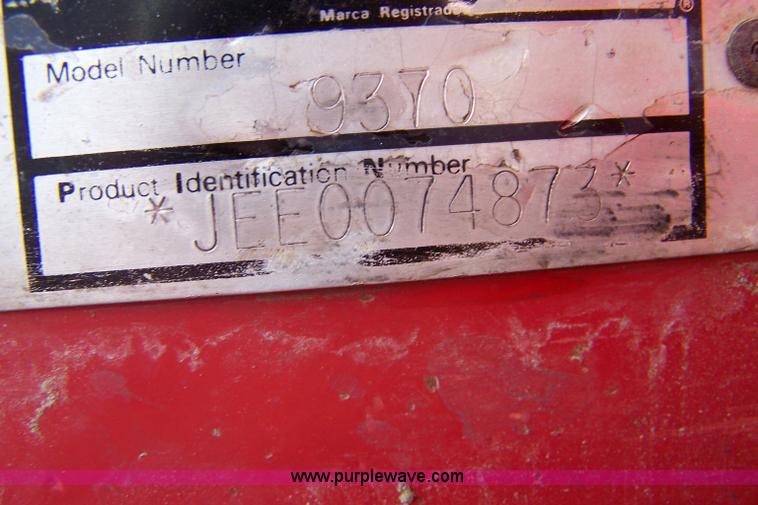 Marca Registrada ®
Model Number
9370
Product Identification Number
*JEE0074873*
www.purplewave.com